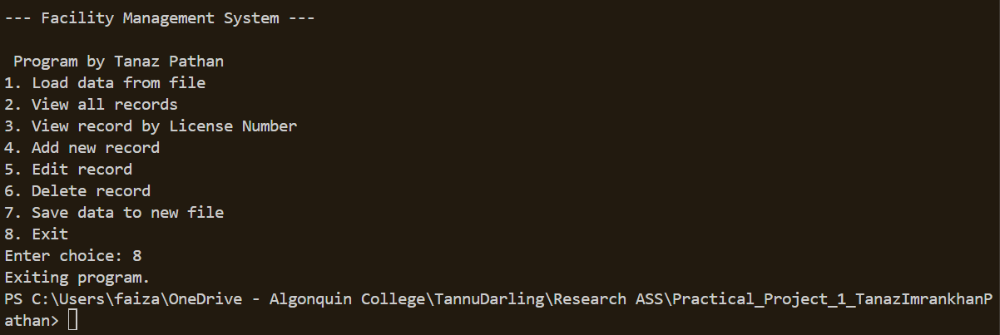 --- Facility Management System ---
Program by Tanaz Pathan
1. Load data from file
2. View all records
3. View record by License Number
4. Add new record
5. Edit record
6. Delete record
7. Save data to new file
8. Exit
Enter choice: 8
Exiting program.
PS C:\Users\faiza\OneDrive - Algonquin College\TannuDarling\Research ASS\Practical_Project_1_TanazImrankhanP
athan>